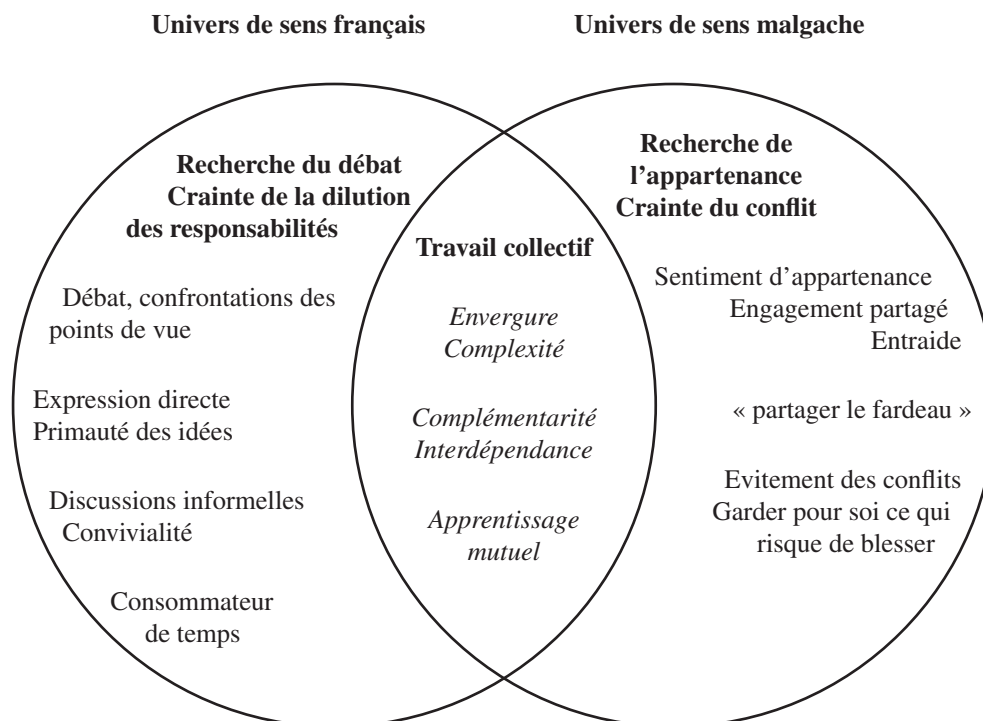 Univers de sens français
Univers de sens malgache
Recherche du débat
Crainte de la dilution
des responsabilités
Débat, confrontations des
points de vue
Expression directe
Primauté des idées
Discussions informelles
Convivialité
Consommateur
de temps
Travail collectif
Envergure
Complexité
Complémentarité
Interdépendance
Apprentissage
mutuel
Recherche de
l’appartenance
Crainte du conflit
Sentiment d’appartenance
Engagement partagé
Entraide
« partager le fardeau »
Evitement des conflits
Garder pour soi ce qui
risque de blesser